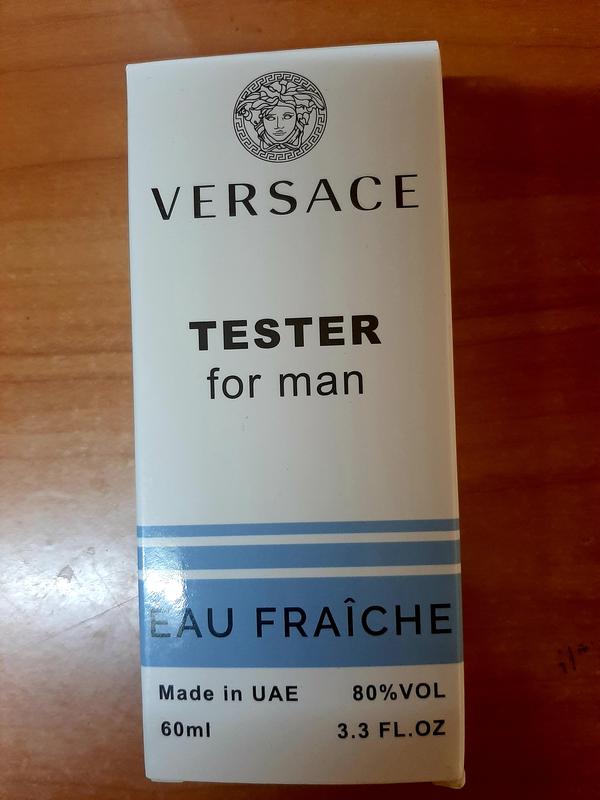 VERSACE
TESTER
for man
EAU FRAÎCHE
Made in UAE 80%VOL
60ml 3.3 FL.OZ